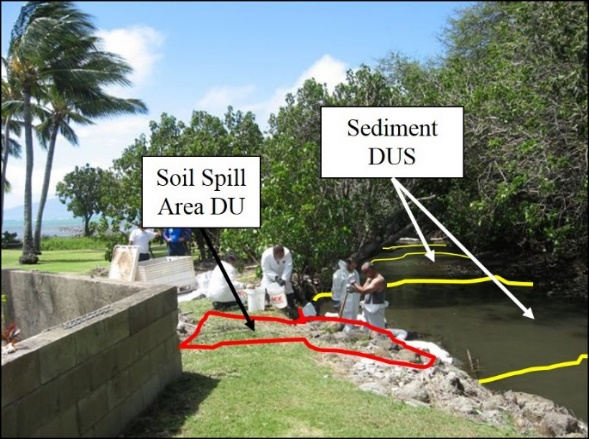 Sediment
DUS
Soil Spill
Area DU